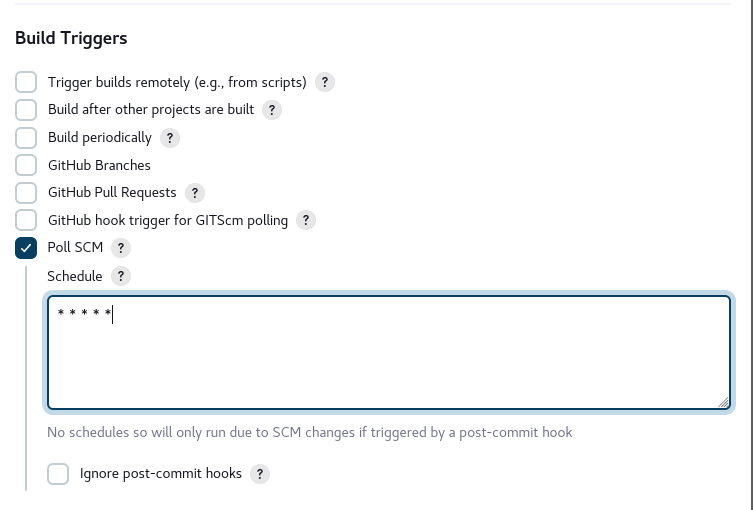 Build Triggers
Trigger builds remotely (e.g., from scripts) ?
Build after other projects are built ?
Build periodically ?
GitHub Branches
GitHub Pull Requests ?
GitHub hook trigger for GITScm polling ?
Poll SCM ?
Schedule ?
* * * * *
No schedules so will only run due to SCM changes if triggered by a post-commit hook
Ignore post-commit hooks ?